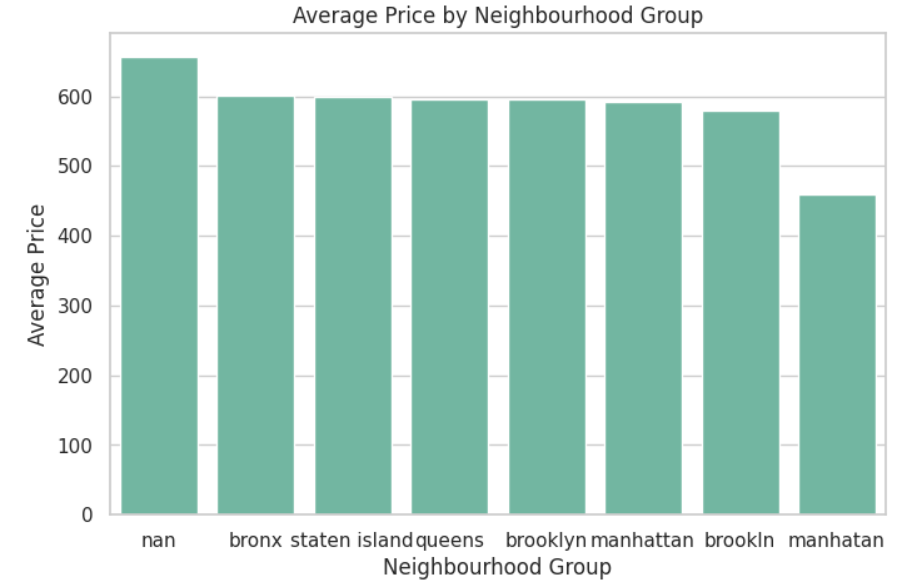 Average Price by Neighbourhood Group
Average Price
600
500
400
300
200
100
0
nan bronx staten island queens brooklyn manhattan brookln manhatan
Neighbourhood Group